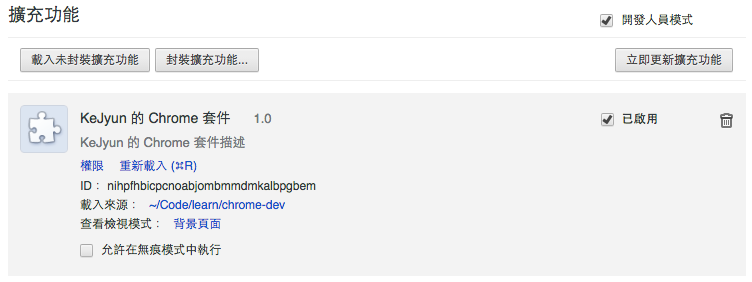 擴充功能
開發人員模式
載入未封裝擴充功能 封裝擴充功能... 立即更新擴充功能
KeJyun 的 Chrome 套件 1.0 已啟用
KeJyun 的 Chrome 套件描述
權限 重新載入 (⌘R)
ID： nihpfhbicpcnoabjombmmdmkalbpgbem
載入來源： ~/Code/learn/chrome-dev
查看檢視模式： 背景頁面
允許在無痕模式中執行